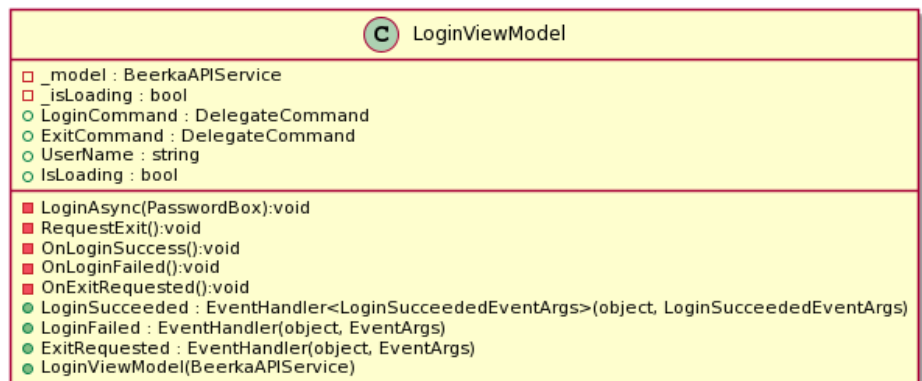 C LoginViewModel
_model : BeerkaAPIService
_isLoading : bool
LoginCommand : DelegateCommand
ExitCommand : DelegateCommand
UserName : string
IsLoading : bool
LoginAsync(PasswordBox):void
RequestExit():void
OnLoginSuccess():void
OnLoginFailed():void
OnExitRequested():void
LoginSucceeded : EventHandler<LoginSucceededEventArgs>(object, LoginSucceededEventArgs)
LoginFailed : EventHandler(object, EventArgs)
ExitRequested : EventHandler(object, EventArgs)
LoginViewModel(BeerkaAPIService)